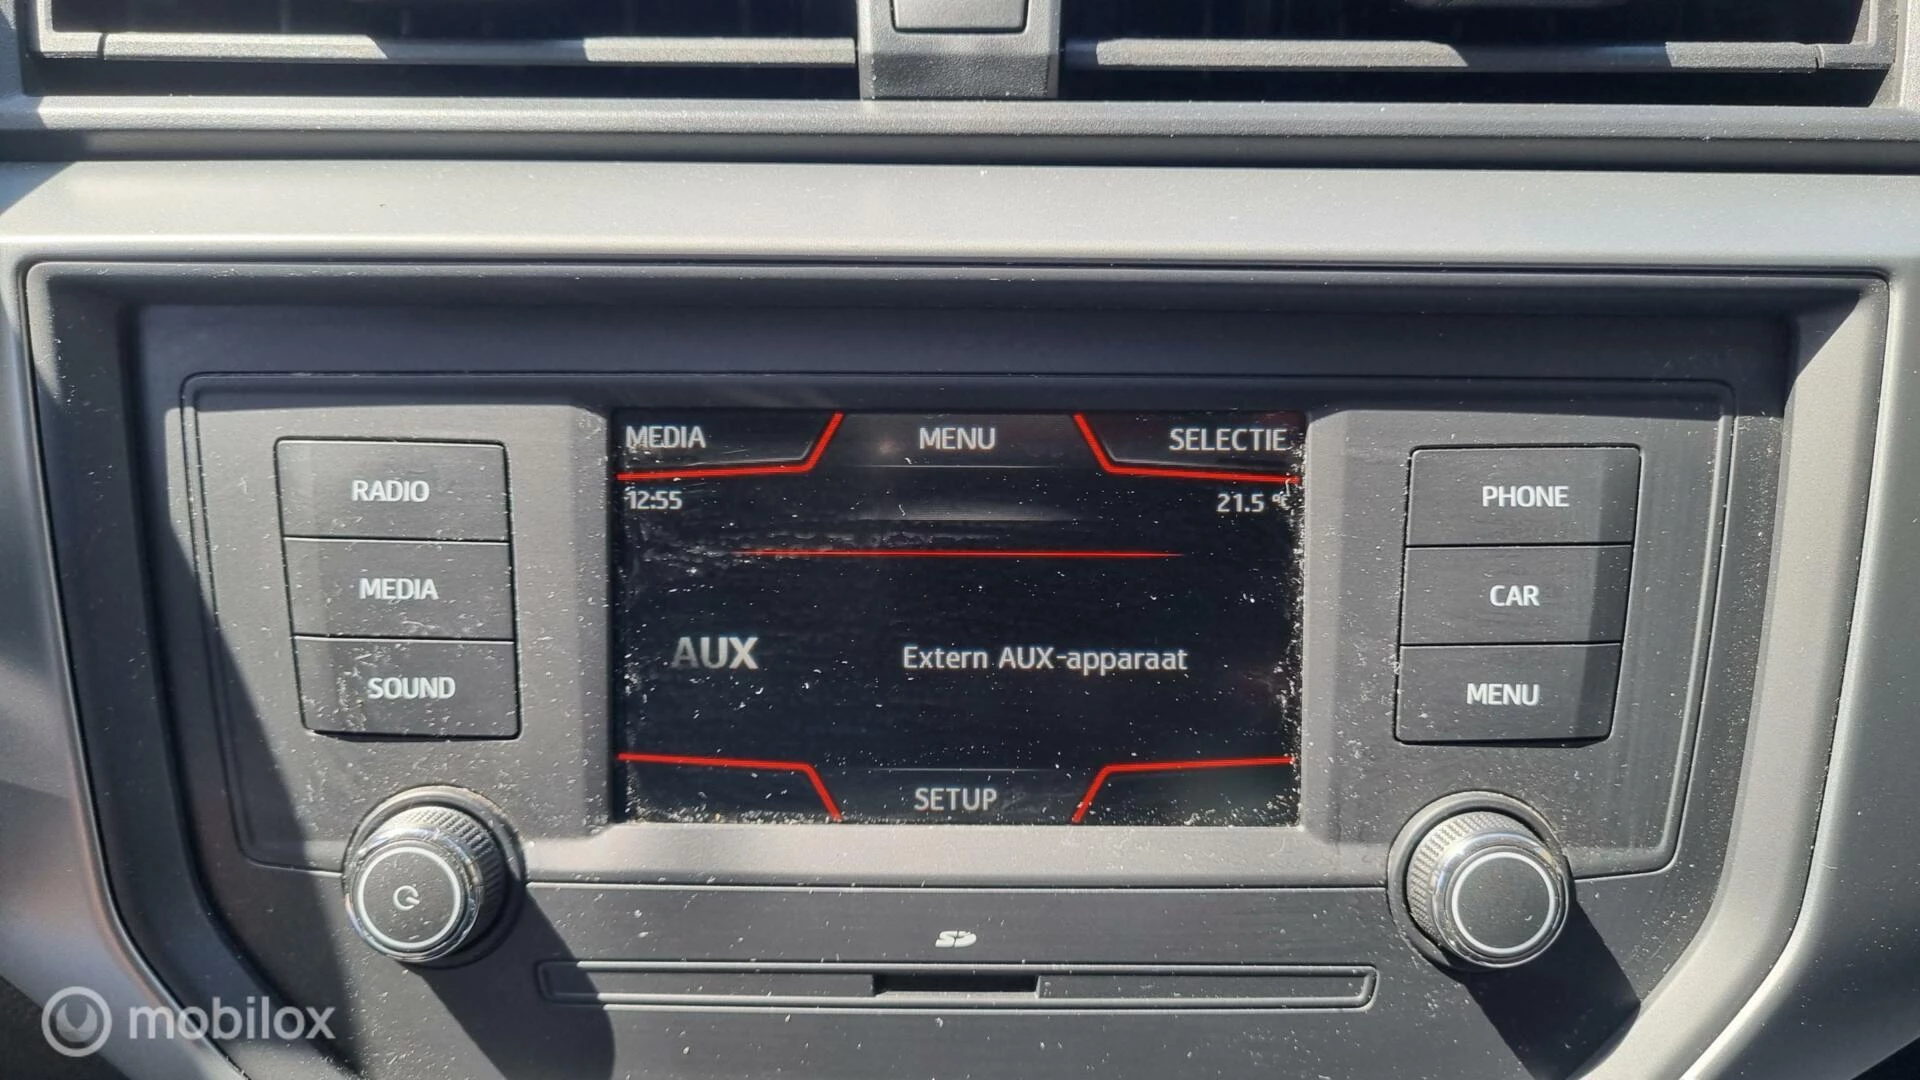 MEDIA MENU SELECTIE
12:55 21.5 °C
RADIO
MEDIA
SOUND
AUX Extern AUX-apparaat
SETUP
PHONE
CAR
MENU
SD
mobilox